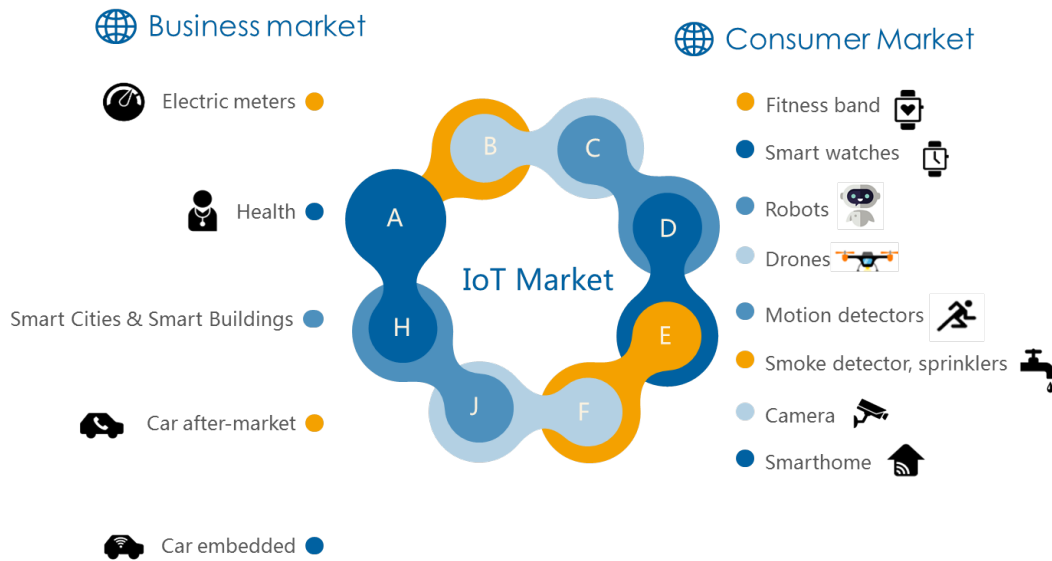 Business market
Consumer Market
Electric meters
Health
Smart Cities & Smart Buildings
Car after-market
Car embedded
A
B
C
D
E
F
J
H
IoT Market
Fitness band
Smart watches
Robots
Drones
Motion detectors
Smoke detector, sprinklers
Camera
Smarthome